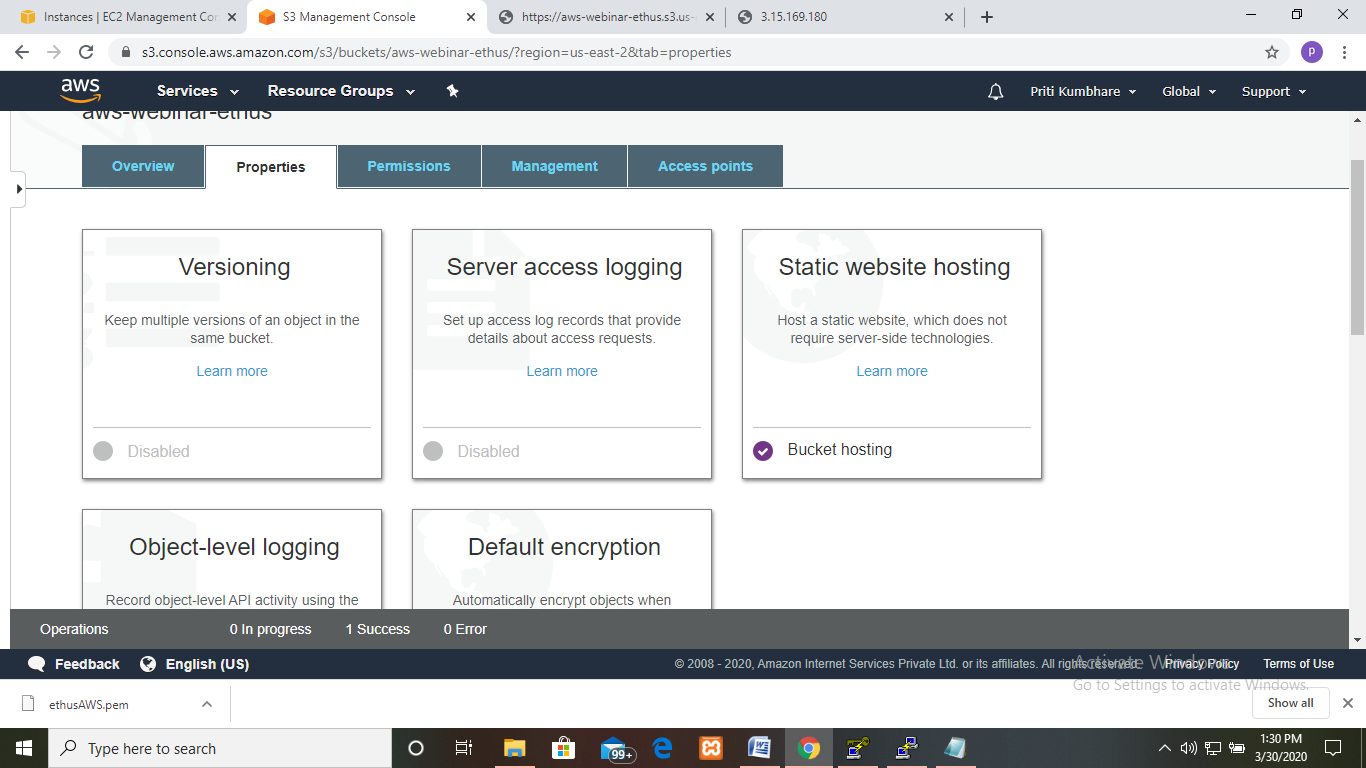 Instances | EC2 Management Con
S3 Management Console
https://aws-webinar-ethus.s3.us-
3.15.169.180
s3.console.aws.amazon.com/s3/buckets/aws-webinar-ethus/?region=us-east-2&tab=properties
p
aws
Services
Resource Groups
Priti Kumbhare
Global
Support
aws-webinar-ethus
Overview
Properties
Permissions
Management
Access points
Versioning
Keep multiple versions of an object in the
same bucket.
Learn more
Disabled
Server access logging
Set up access log records that provide
details about access requests.
Learn more
Disabled
Static website hosting
Host a static website, which does not
require server-side technologies.
Learn more
Bucket hosting
Object-level logging
Record object-level API activity using the
Default encryption
Automatically encrypt objects when
Operations
0 In progress
1 Success
0 Error
Feedback
English (US)
© 2008 - 2020, Amazon Internet Services Private Ltd. or its affiliates. All rights reserved.
Privacy Policy
Terms of Use
Activate Windows
Go to Settings to activate Windows.
ethusAWS.pem
Show all
Type here to search
99+
1:30 PM
3/30/2020